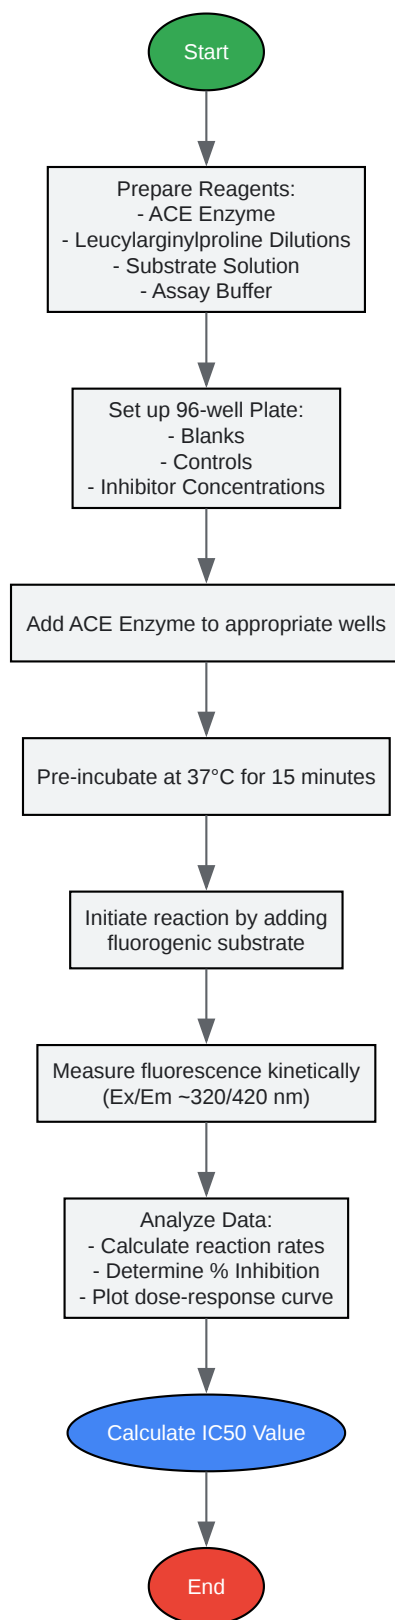 Start
Prepare Reagents:
- ACE Enzyme
- Leucylarginylproline Dilutions
- Substrate Solution
- Assay Buffer
Set up 96-well Plate:
- Blanks
- Controls
- Inhibitor Concentrations
Add ACE Enzyme to appropriate wells
Pre-incubate at 37°C for 15 minutes
Initiate reaction by adding
fluorogenic substrate
Measure fluorescence kinetically
(Ex/Em ~320/420 nm)
Analyze Data:
- Calculate reaction rates
- Determine % Inhibition
- Plot dose-response curve
Calculate IC50 Value
End